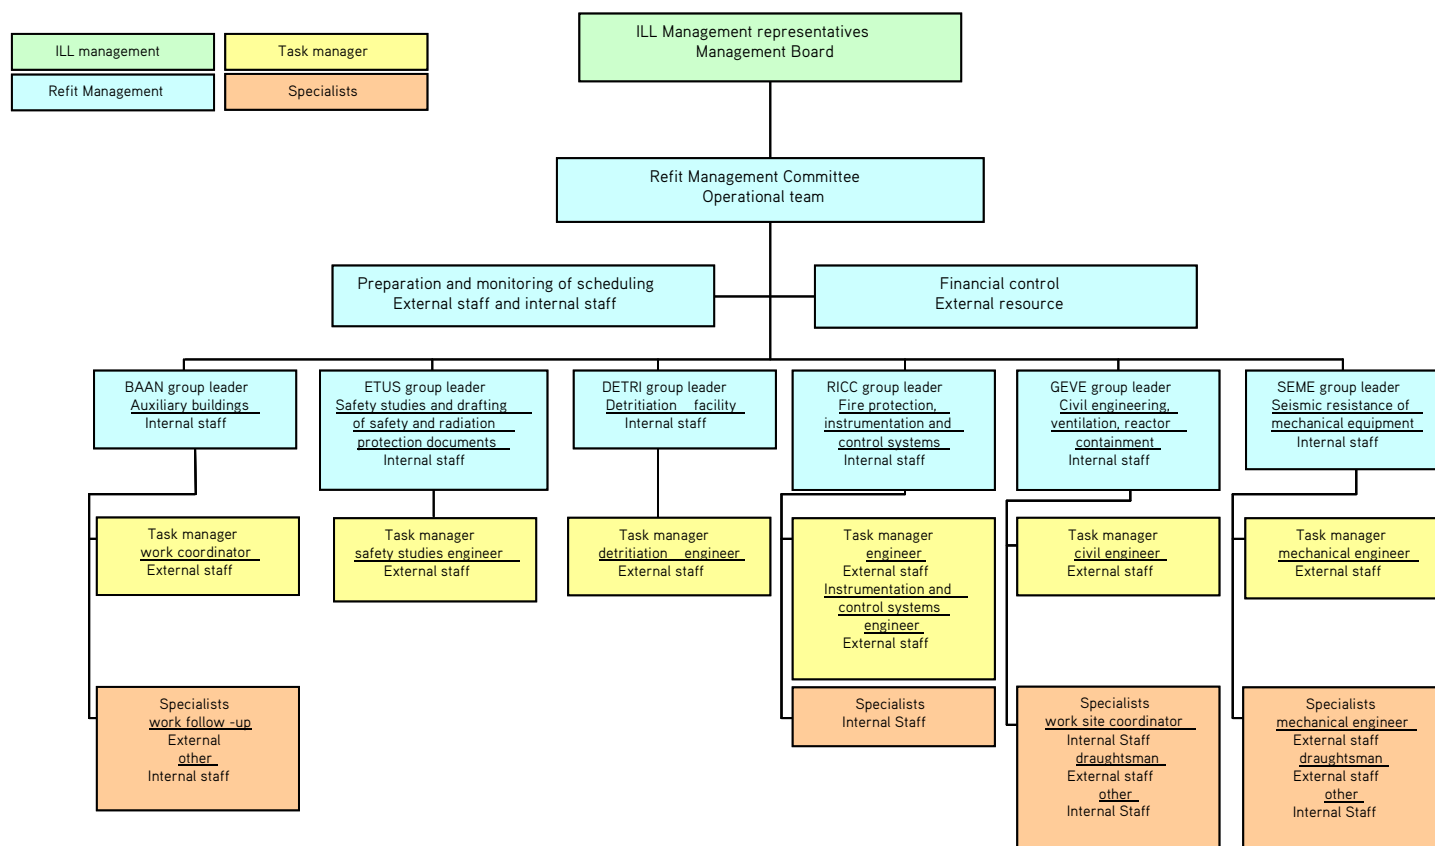 ILL management
Task manager
Refit Management
Specialists
ILL Management representatives
Management Board
Refit Management Committee
Operational team
Preparation and monitoring of scheduling
External staff and internal staff
Financial control
External resource
BAAN group leader
Auxiliary buildings
Internal staff
ETUS group leader
Safety studies and drafting
of safety and radiation
protection documents
Internal staff
DETRI group leader
Detritiation facility
Internal staff
RICC group leader
Fire protection,
instrumentation and
control systems
Internal staff
GEVE group leader
Civil engineering,
ventilation, reactor
containment
Internal staff
SEME group leader
Seismic resistance of
mechanical equipment
Internal staff
Task manager
work coordinator
External staff
Task manager
safety studies engineer
External staff
Task manager
detritiation engineer
External staff
Task manager
engineer
External staff
Instrumentation and
control systems
engineer
External staff
Task manager
civil engineer
External staff
Task manager
mechanical engineer
External staff
Specialists
work follow -up
External
other
Internal staff
Specialists
Internal Staff
Specialists
work site coordinator
Internal Staff
draughtsman
External staff
other
Internal Staff
Specialists
mechanical engineer
External staff
draughtsman
External staff
other
Internal Staff